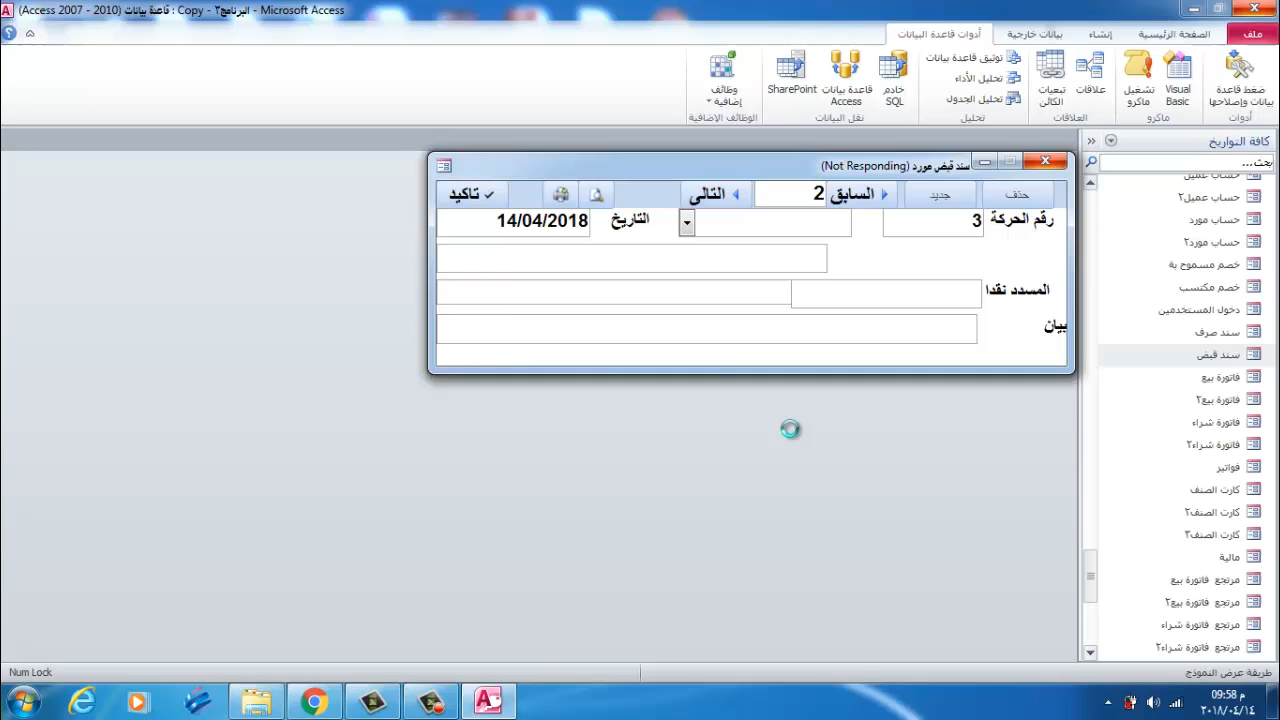 البرنامج٣ - Copy : قاعدة بيانات (Access 2007 - 2010) - Microsoft Access
ملف
الصفحة الرئيسية
إنشاء
بيانات خارجية
أدوات قاعدة البيانات
ضغط قاعدة بيانات وإصلاحها
أدوات
Visual Basic
تشغيل ماكرو
ماكرو
علاقات
تبعيات الكائن
العلاقات
توثيق قاعدة بيانات
تحليل الأداء
تحليل الجدول
تحليل
خادم SQL
قاعدة بيانات Access
SharePoint
نقل البيانات
وظائف إضافية
الوظائف الإضافية
كافة التواريخ
بحث...
حساب عميل
حساب عميل٢
حساب مورد
حساب مورد٢
خصم مسموح بة
خصم مكتسب
دخول المستخدمين
سند صرف
سند قبض
فاتورة بيع
فاتورة بيع٢
فاتورة شراء
فاتورة شراء٢
فواتير
كارت الصنف
كارت الصنف٢
كارت الصنف٣
مالية
مرتجع فاتورة بيع
مرتجع فاتورة بيع٢
مرتجع فاتورة شراء
مرتجع فاتورة شراء٢
سند قبض مورد (Not Responding)
حذف
جديد
السابق
2
التالى
تاكيد
رقم الحركة
3
التاريخ
14/04/2018
المسدد نقدا
بيان
طريقة عرض النموذج
Num Lock
09:58 م
٢٠١٨/٠٤/١٤